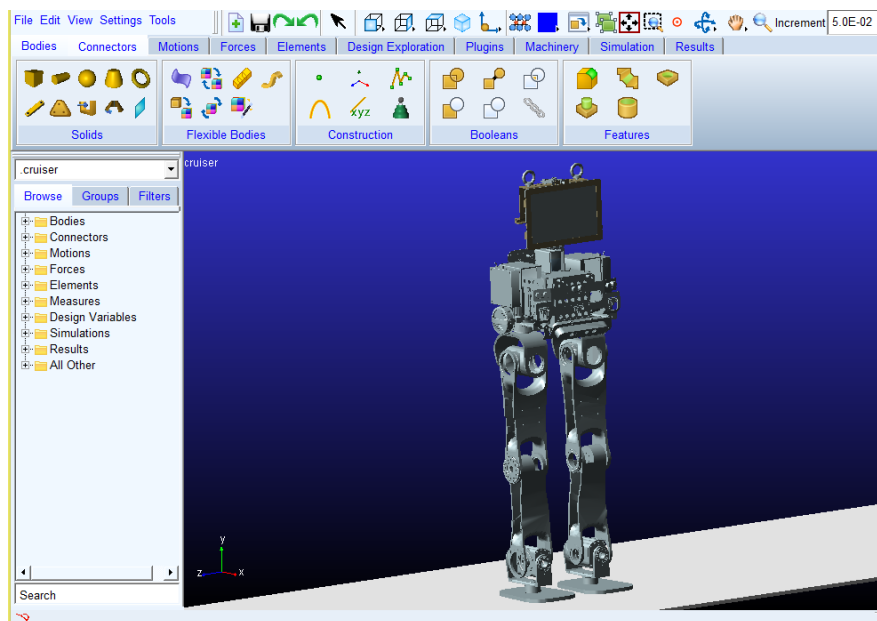 File Edit View Settings Tools
Increment 5.0E-02
Bodies Connectors Motions Forces Elements Design Exploration Plugins Machinery Simulation Results
xyz
Solids Flexible Bodies Construction Booleans Features
.cruiser
cruiser
Browse Groups Filters
Bodies
Connectors
Motions
Forces
Elements
Measures
Design Variables
Simulations
Results
All Other
y
z x
Search